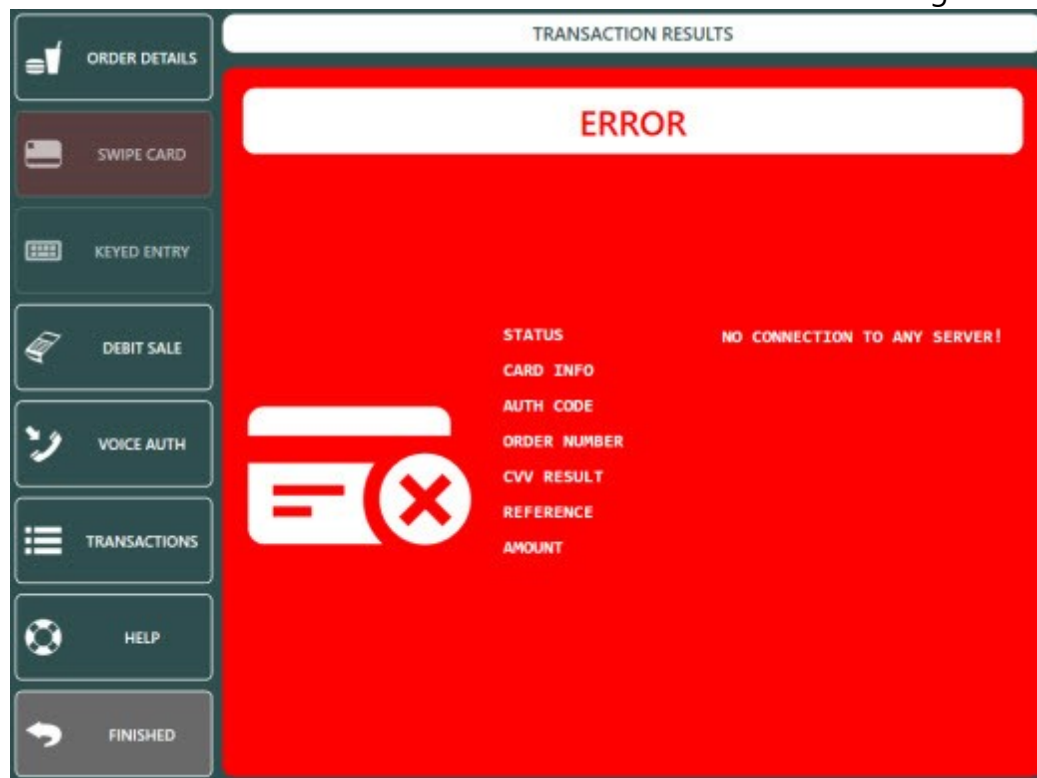 ORDER DETAILS
SWIPE CARD
KEYED ENTRY
DEBIT SALE
VOICE AUTH
TRANSACTIONS
HELP
FINISHED
TRANSACTION RESULTS
ERROR
STATUS NO CONNECTION TO ANY SERVER!
CARD INFO
AUTH CODE
ORDER NUMBER
CVV RESULT
REFERENCE
AMOUNT